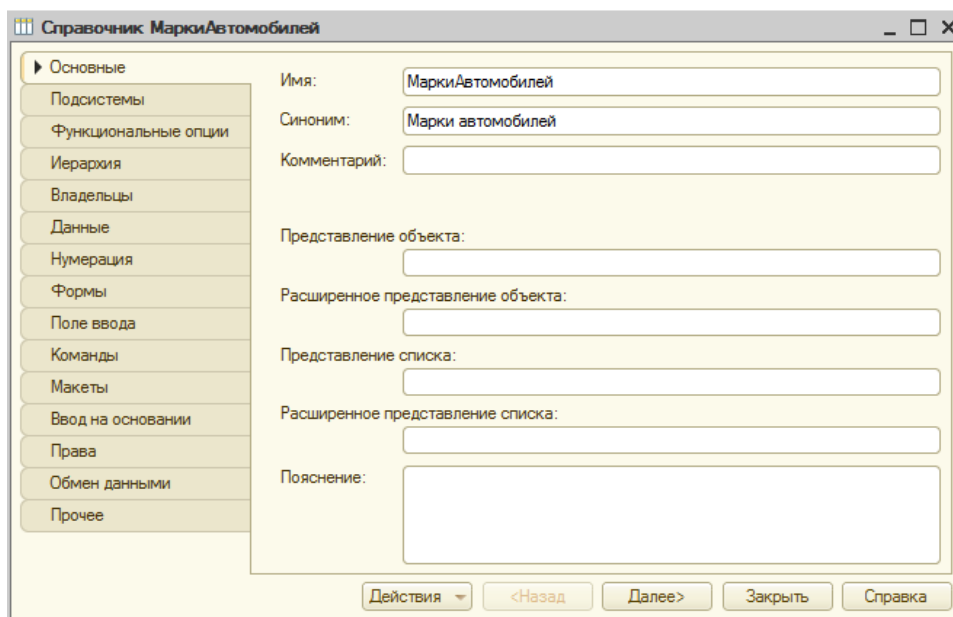 Справочник МаркиАвтомобилей
Основные
Подсистемы
Функциональные опции
Иерархия
Владельцы
Данные
Нумерация
Формы
Поле ввода
Команды
Макеты
Ввод на основании
Права
Обмен данными
Прочее
Имя: МаркиАвтомобилей
Синоним: Марки автомобилей
Комментарий:
Представление объекта:
Расширенное представление объекта:
Представление списка:
Расширенное представление списка:
Пояснение:
Действия <Назад Далее> Закрыть Справка